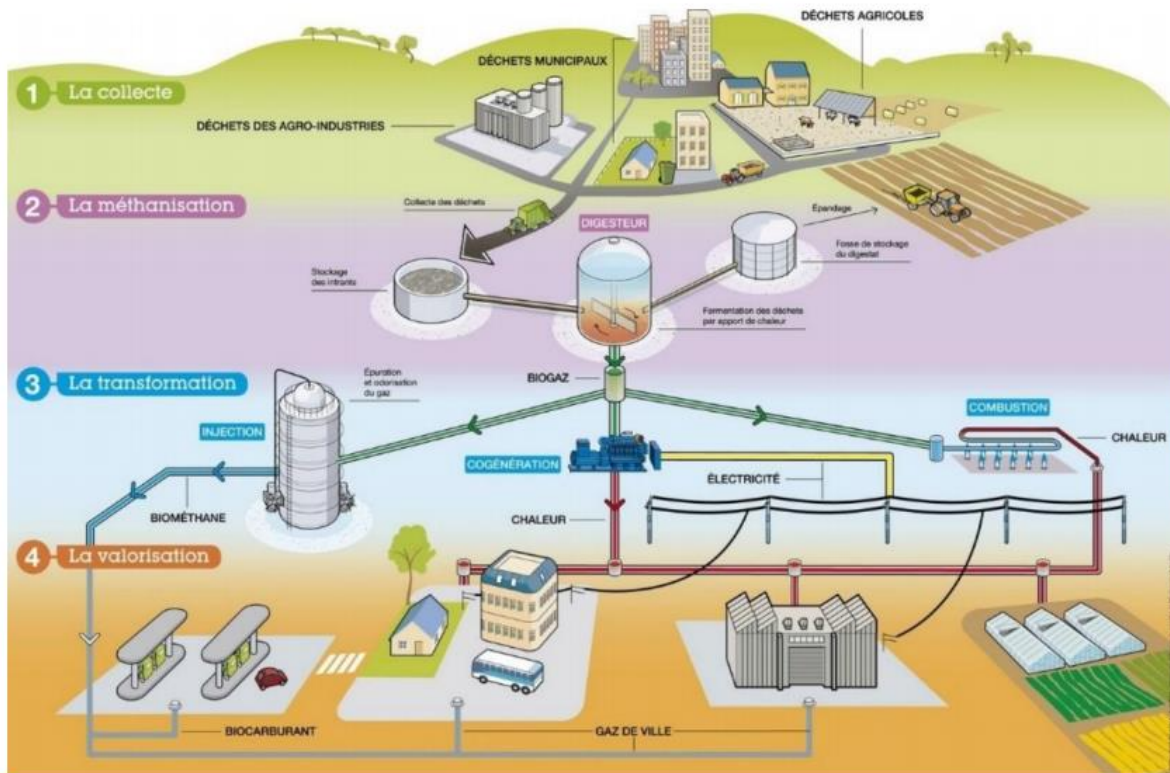 DÉCHETS AGRICOLES
DÉCHETS MUNICIPAUX
1 La collecte
DÉCHETS DES AGRO-INDUSTRIES
2 La méthanisation
Collecte des déchets
DIGESTEUR
Épandage
Fosse de stockage
du digestat
Stockage
des intrants
Fermentation des déchets
par apport de chaleur
3 La transformation
Épuration
et odorisation
du gaz
BIOGAZ
COMBUSTION
INJECTION
CHALEUR
COGÉNÉRATION
ÉLECTRICITÉ
BIOMÉTHANE
CHALEUR
4 La valorisation
BIOCARBURANT
GAZ DE VILLE